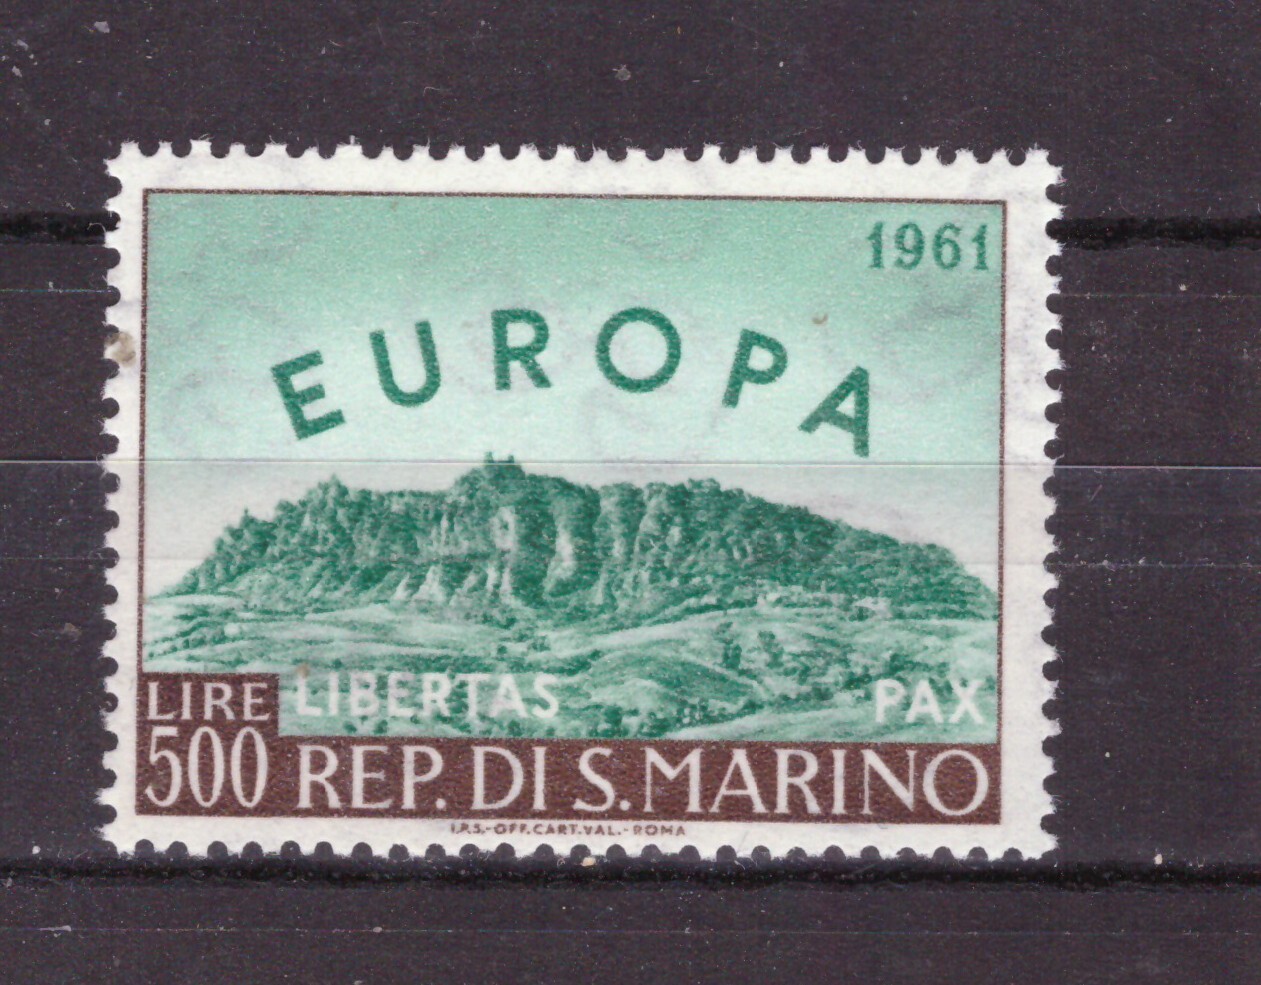 1961
EUROPA
LIBERTAS PAX
LIRE
500
REP. DI S. MARINO
I.P.S.-OFF.CART.VAL.-ROMA